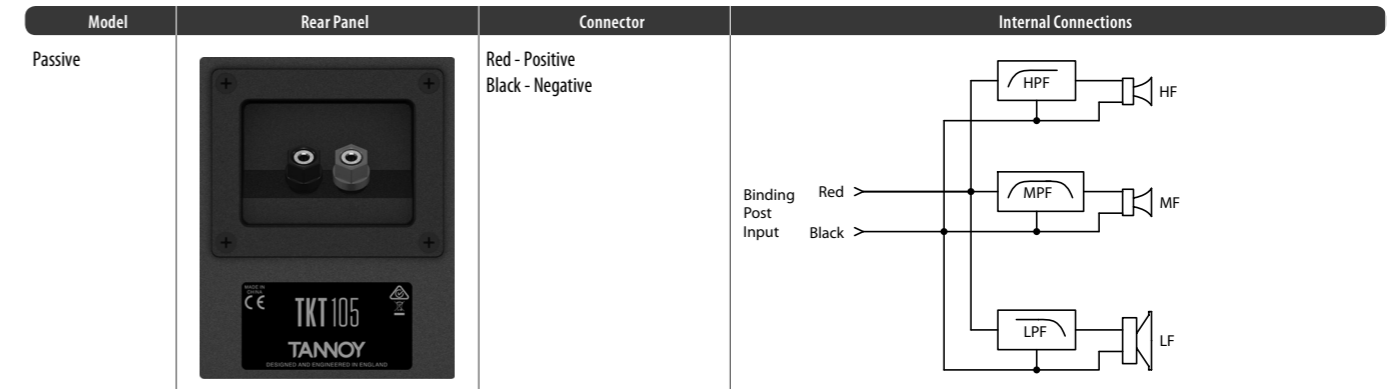 Model
Rear Panel
Connector
Internal Connections
Passive
MADE IN
CHINA
CE
TKT105
TANNOY
DESIGNED AND ENGINEERED IN ENGLAND
Red - Positive
Black - Negative
HPF
HF
Binding
Post
Input
Red
Black
MPF
MF
LPF
LF